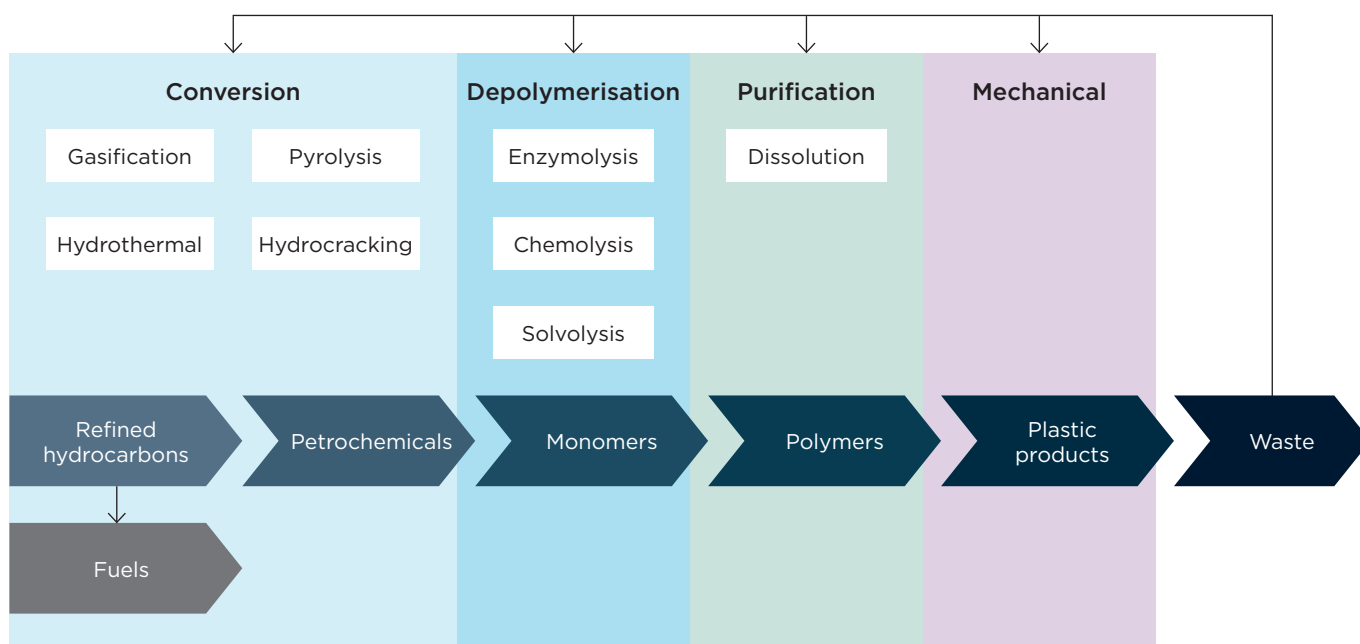 Conversion
Depolymerisation
Purification
Mechanical
Gasification
Pyrolysis
Enzymolysis
Dissolution
Hydrothermal
Hydrocracking
Chemolysis
Solvolysis
Refined
hydrocarbons
Petrochemicals
Monomers
Polymers
Plastic
products
Waste
Fuels